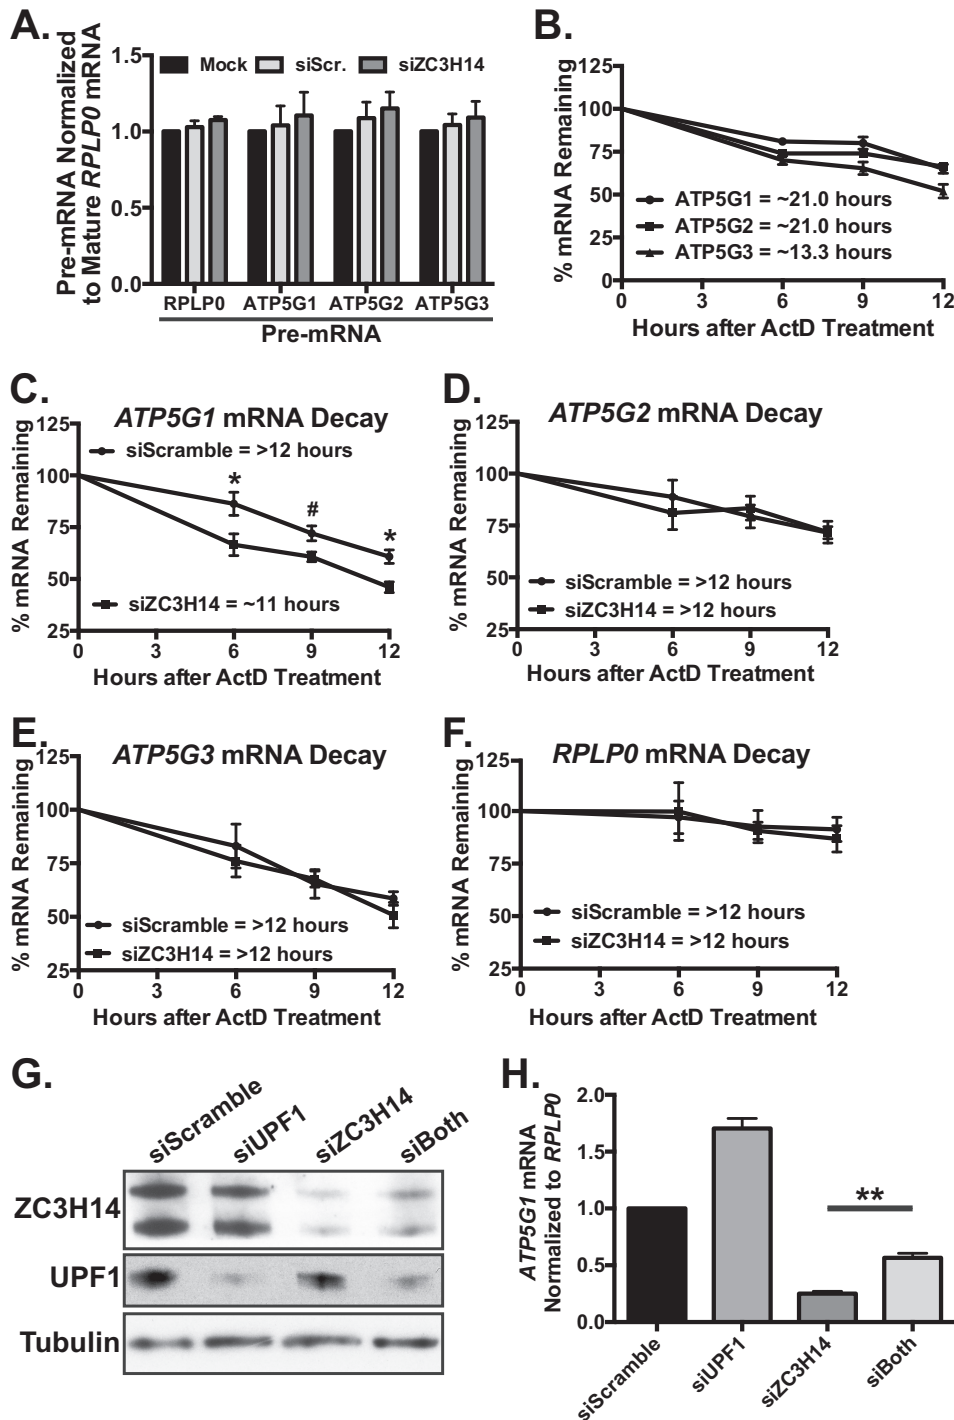 A.
Pre-mRNA Normalized
to Mature RPLP0 mRNA
1.5
1.0
0.5
0.0
Mock siScr. siZC3H14
RPLP0 ATP5G1 ATP5G2 ATP5G3
Pre-mRNA
B.
% mRNA Remaining
125
100
75
50
25
0
ATP5G1 = ~21.0 hours
ATP5G2 = ~21.0 hours
ATP5G3 = ~13.3 hours
0 3 6 9 12
Hours after ActD Treatment
C.
ATP5G1 mRNA Decay
% mRNA Remaining
125
100
75
50
25
siScramble = >12 hours
* # *
siZC3H14 = ~11 hours
0 3 6 9 12
Hours after ActD Treatment
D.
ATP5G2 mRNA Decay
% mRNA Remaining
125
100
75
50
25
siScramble = >12 hours
siZC3H14 = >12 hours
0 3 6 9 12
Hours after ActD Treatment
E.
ATP5G3 mRNA Decay
% mRNA Remaining
125
100
75
50
25
siScramble = >12 hours
siZC3H14 = >12 hours
0 3 6 9 12
Hours after ActD Treatment
F.
RPLP0 mRNA Decay
% mRNA Remaining
125
100
75
50
25
siScramble = >12 hours
siZC3H14 = >12 hours
0 3 6 9 12
Hours after ActD Treatment
G.
siScramble siUPF1 siZC3H14 siBoth
ZC3H14
UPF1
Tubulin
H.
ATP5G1 mRNA
Normalized to RPLP0
2.0
1.5
1.0
0.5
0.0
**
siScramble siUPF1 siZC3H14 siBoth